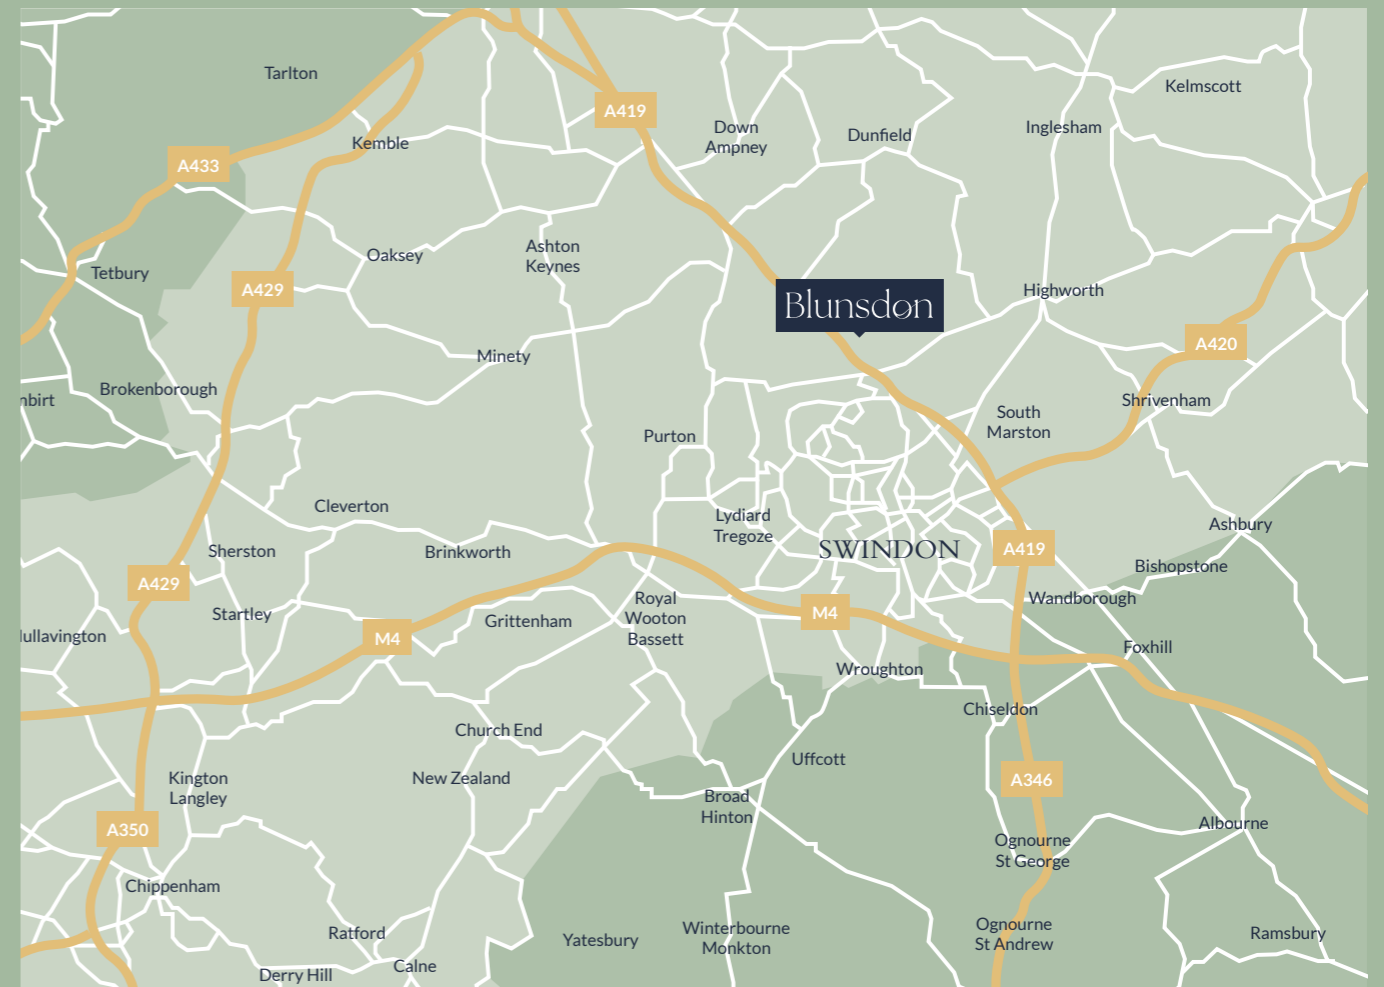 Tarlton
Kelmscott
A419
Down
Ampney
Dunfield
Inglesham
Kemble
A433
Oaksey
Ashton
Keynes
Tetbury
A429
Blunsdon
Highworth
A420
Minety
Brokenborough
nbirt
Shrivenham
South
Marston
Purton
Cleverton
Lydiard
Tregoze
Ashbury
Sherston
Brinkworth
SWINDON
A419
Bishopstone
A429
Startley
Grittenham
Royal
Wooton
Bassett
M4
Wandborough
M4
ullavington
Foxhill
Wroughton
Chiseldon
Church End
Uffcott
New Zealand
Kington
Langley
A346
Broad
Hinton
Albourne
A350
Ognourne
St George
Chippenham
Ratford
Yatesbury
Winterbourne
Monkton
Ognourne
St Andrew
Ramsbury
Calne
Derry Hill